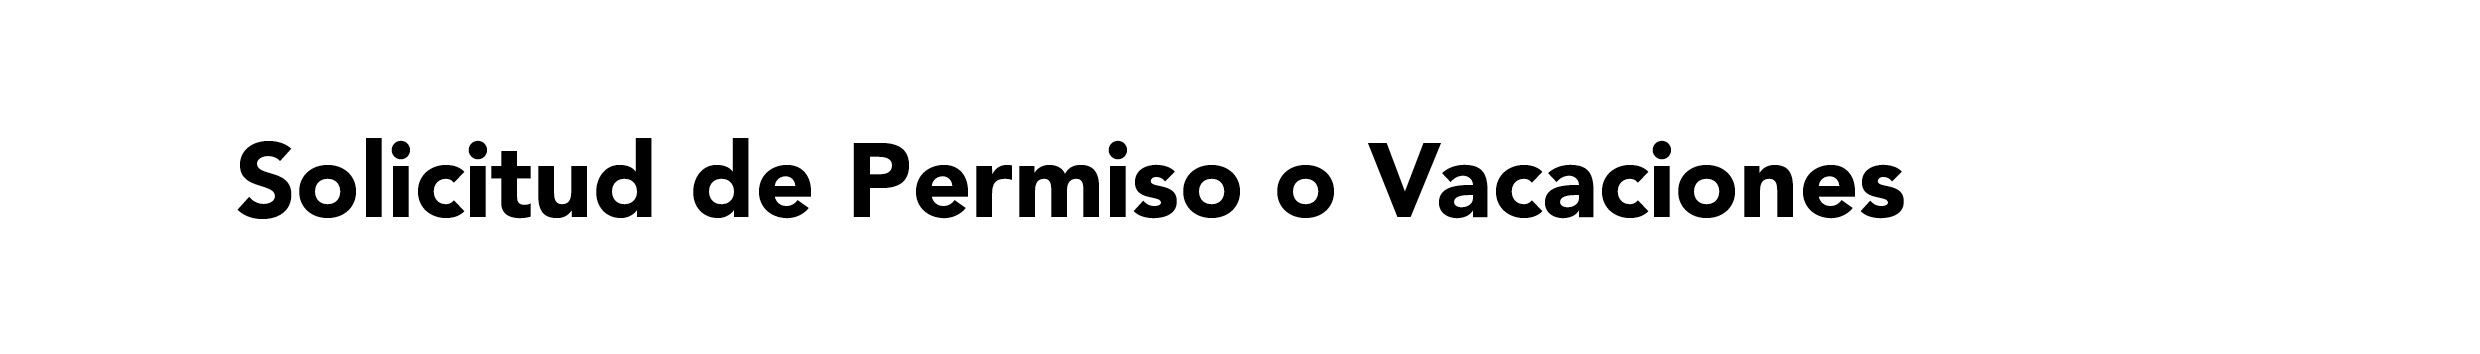 Solicitud de Permiso o Vacaciones